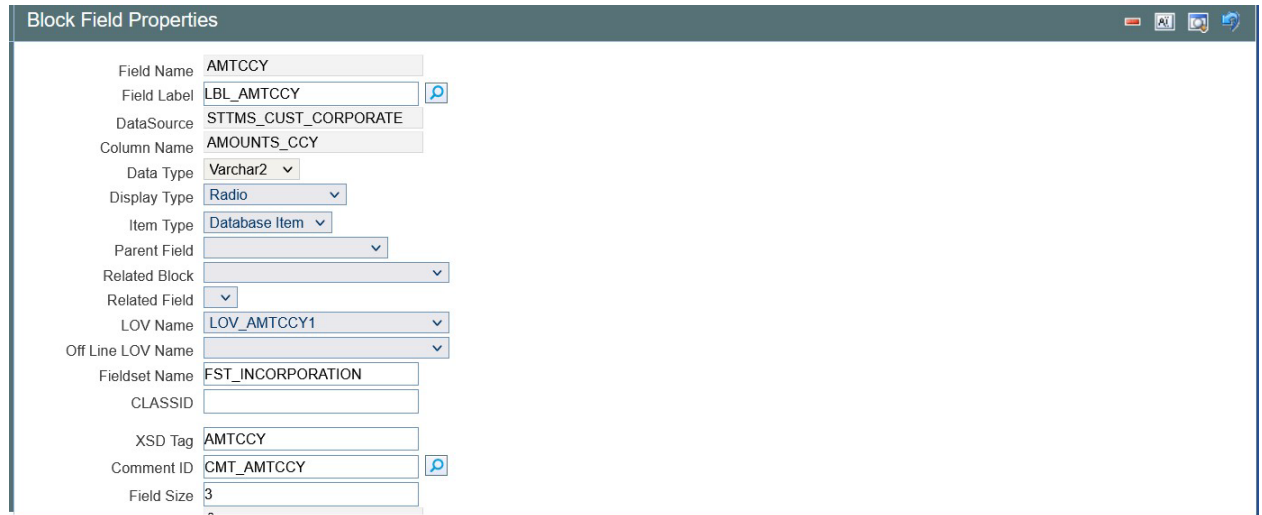 Block Field Properties
Field Name AMTCCY
Field Label LBL_AMTCCY
DataSource STTMS_CUST_CORPORATE
Column Name AMOUNTS_CCY
Data Type Varchar2
Display Type Radio
Item Type Database Item
Parent Field
Related Block
Related Field
LOV Name LOV_AMTCCY1
Off Line LOV Name
Fieldset Name FST_INCORPORATION
CLASSID
XSD Tag AMTCCY
Comment ID CMT_AMTCCY
Field Size 3